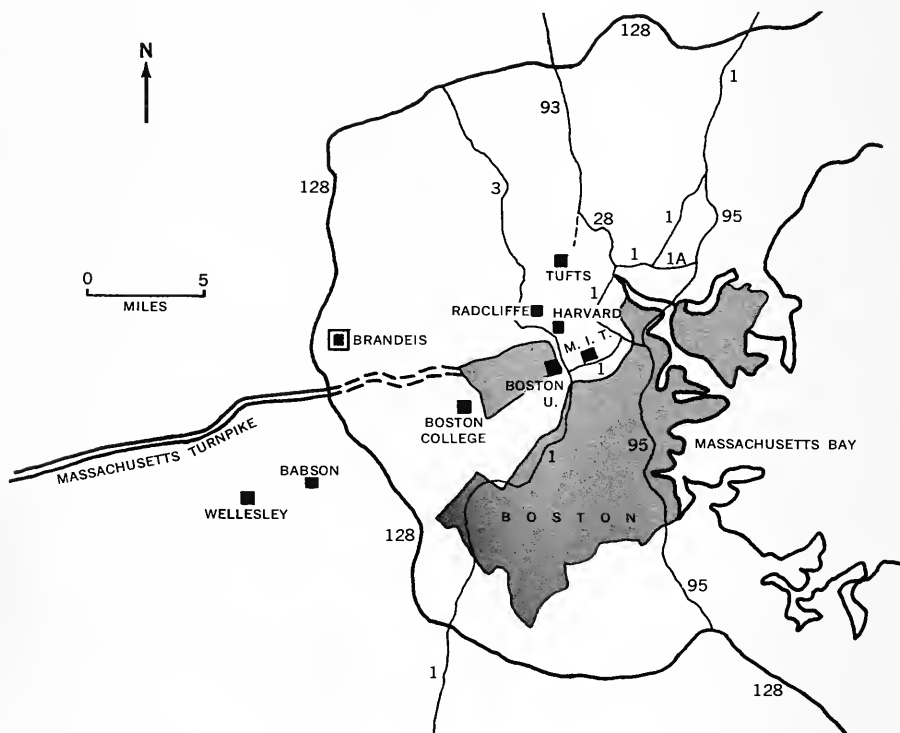 128
N
1
93
128
3
28
1
95
1
1A
TUFTS
1
0 5
MILES
RADCLIFFE
HARVARD
M. I. T.
BRANDEIS
1
BOSTON
U.
BOSTON
COLLEGE
MASSACHUSETTS TURNPIKE
1
95
MASSACHUSETTS BAY
BABSON
WELLESLEY
BOSTON
128
95
1
128